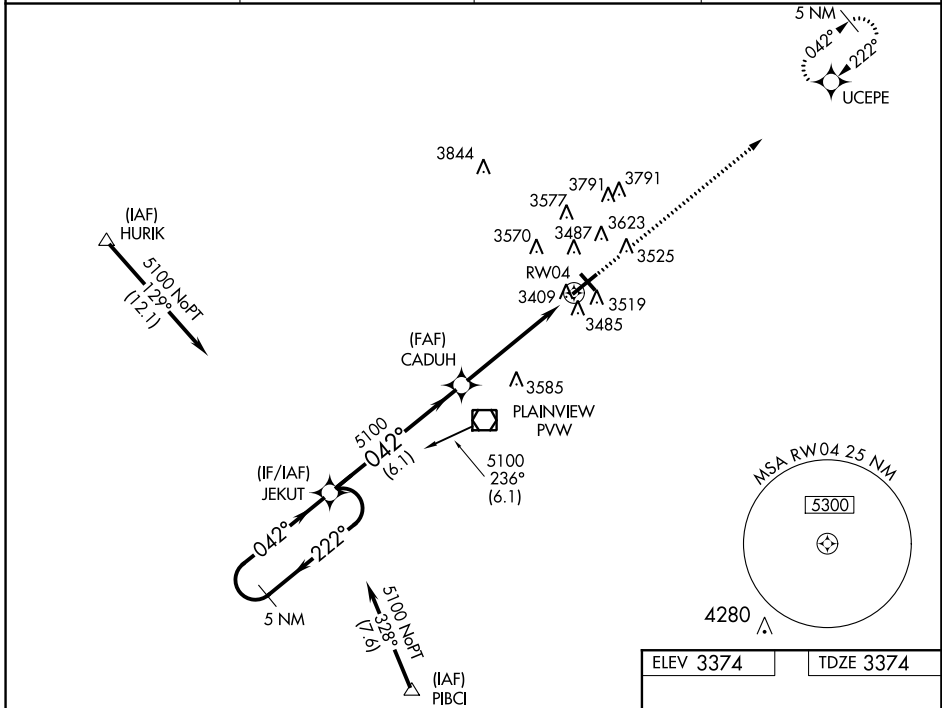 5 NM
042°
222°
UCEPE
3844
3791
3791
3577
3623
3570
3487
3525
(IAF)
HURIK
5100 NoPT
129°
(12.1)
RW04
3409
3519
3485
(FAF)
CADUH
3585
PLAINVIEW
PVW
5100
042°
(6.1)
5100
236°
(6.1)
(IF/IAF)
JEKUT
042°
222°
5 NM
MSA RW04 25 NM
5300
5100 NoPT
328°
(7.6)
4280
(IAF)
PIBCI
ELEV 3374
TDZE 3374